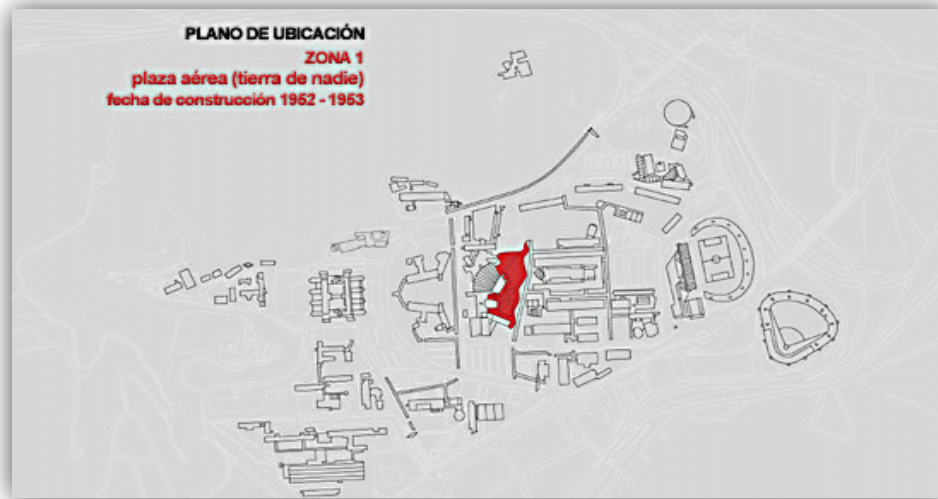 PLANO DE UBICACIÓN
ZONA 1
plaza aérea (tierra de nadie)
fecha de construcción 1952 - 1953